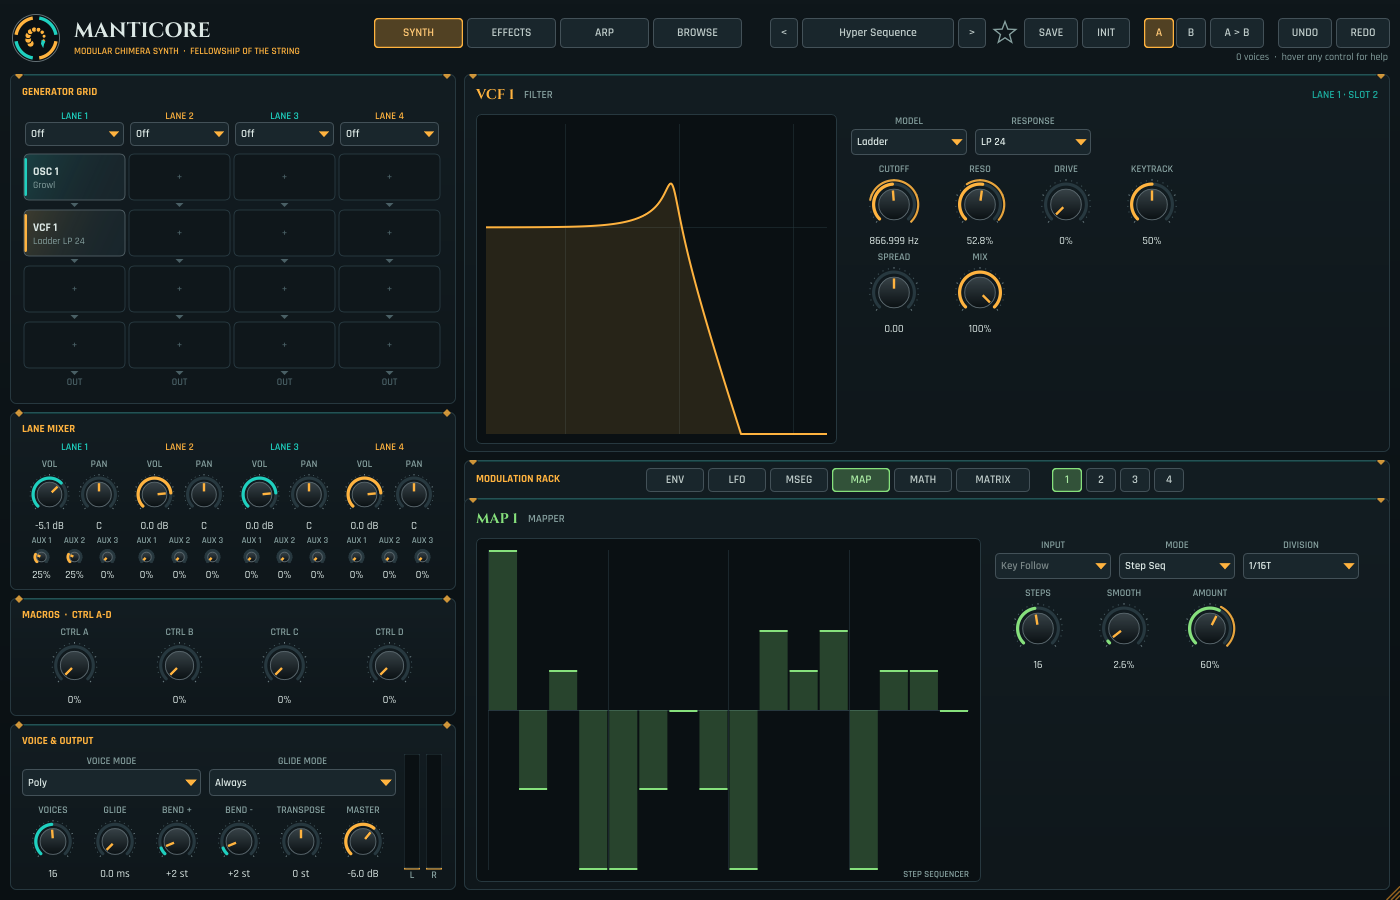 MANTICORE
MODULAR CHIMERA SYNTH · FELLOWSHIP OF THE STRING
SYNTH EFFECTS ARP BROWSE < Hyper Sequence > SAVE INIT A B A > B UNDO REDO
0 voices · hover any control for help
GENERATOR GRID
LANE 1 LANE 2 LANE 3 LANE 4
Off Off Off Off
OSC 1
Growl
+ + +
VCF 1
Ladder LP 24
+ + +
+ + + +
+ + + +
OUT OUT OUT OUT
VCF 1 FILTER LANE 1 · SLOT 2
MODEL RESPONSE
Ladder LP 24
CUTOFF RESO DRIVE KEYTRACK
866.999 Hz 52.8% 0% 50%
SPREAD MIX
0.00 100%
LANE MIXER
LANE 1 LANE 2 LANE 3 LANE 4
VOL PAN VOL PAN VOL PAN VOL PAN
-5.1 dB C 0.0 dB C 0.0 dB C 0.0 dB C
AUX 1 AUX 2 AUX 3 AUX 1 AUX 2 AUX 3 AUX 1 AUX 2 AUX 3 AUX 1 AUX 2 AUX 3
25% 25% 0% 0% 0% 0% 0% 0% 0% 0% 0% 0%
MACROS · CTRL A-D
CTRL A CTRL B CTRL C CTRL D
0% 0% 0% 0%
VOICE & OUTPUT
VOICE MODE GLIDE MODE
Poly Always
VOICES GLIDE BEND + BEND - TRANSPOSE MASTER
16 0.0 ms +2 st +2 st 0 st -6.0 dB
L R
MODULATION RACK ENV LFO MSEG MAP MATH MATRIX 1 2 3 4
MAP 1 MAPPER
INPUT MODE DIVISION
Key Follow Step Seq 1/16T
STEPS SMOOTH AMOUNT
16 2.6% 60%
STEP SEQUENCER